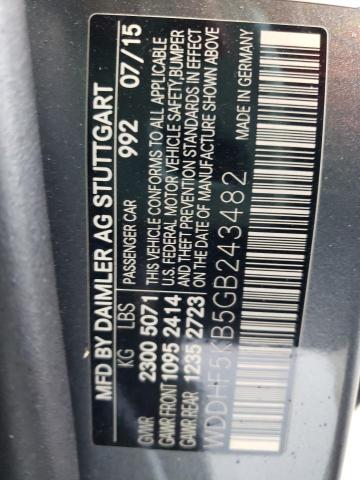 MFD BY DAIMLER AG STUTTGART
KG LBS PASSENGER CAR 992 07/15
GVWR 2300 5071 THIS VEHICLE CONFORMS TO ALL APPLICABLE
GAWR FRONT 1095 2414 U.S. FEDERAL MOTOR VEHICLE SAFETY, BUMPER
GAWR REAR 1235 2723 AND THEFT PREVENTION STANDARDS IN EFFECT
ON THE DATE OF MANUFACTURE SHOWN ABOVE
WDDHF5KB5GB243482
MADE IN GERMANY